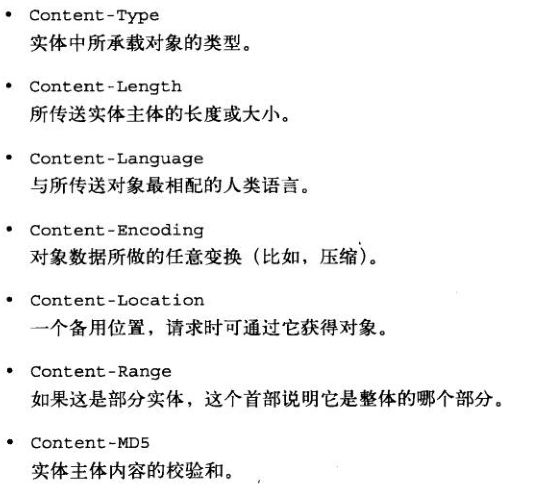 • Content-Type
实体中所承载对象的类型。
• Content-Length
所传送实体主体的长度或大小。
• Content-Language
与所传送对象最相配的人类语言。
• Content-Encoding
对象数据所做的任意变换（比如，压缩）。
• Content-Location
一个备用位置，请求时可通过它获得对象。
• Content-Range
如果这是部分实体，这个首部说明它是整体的哪个部分。
• Content-MD5
实体主体内容的校验和。